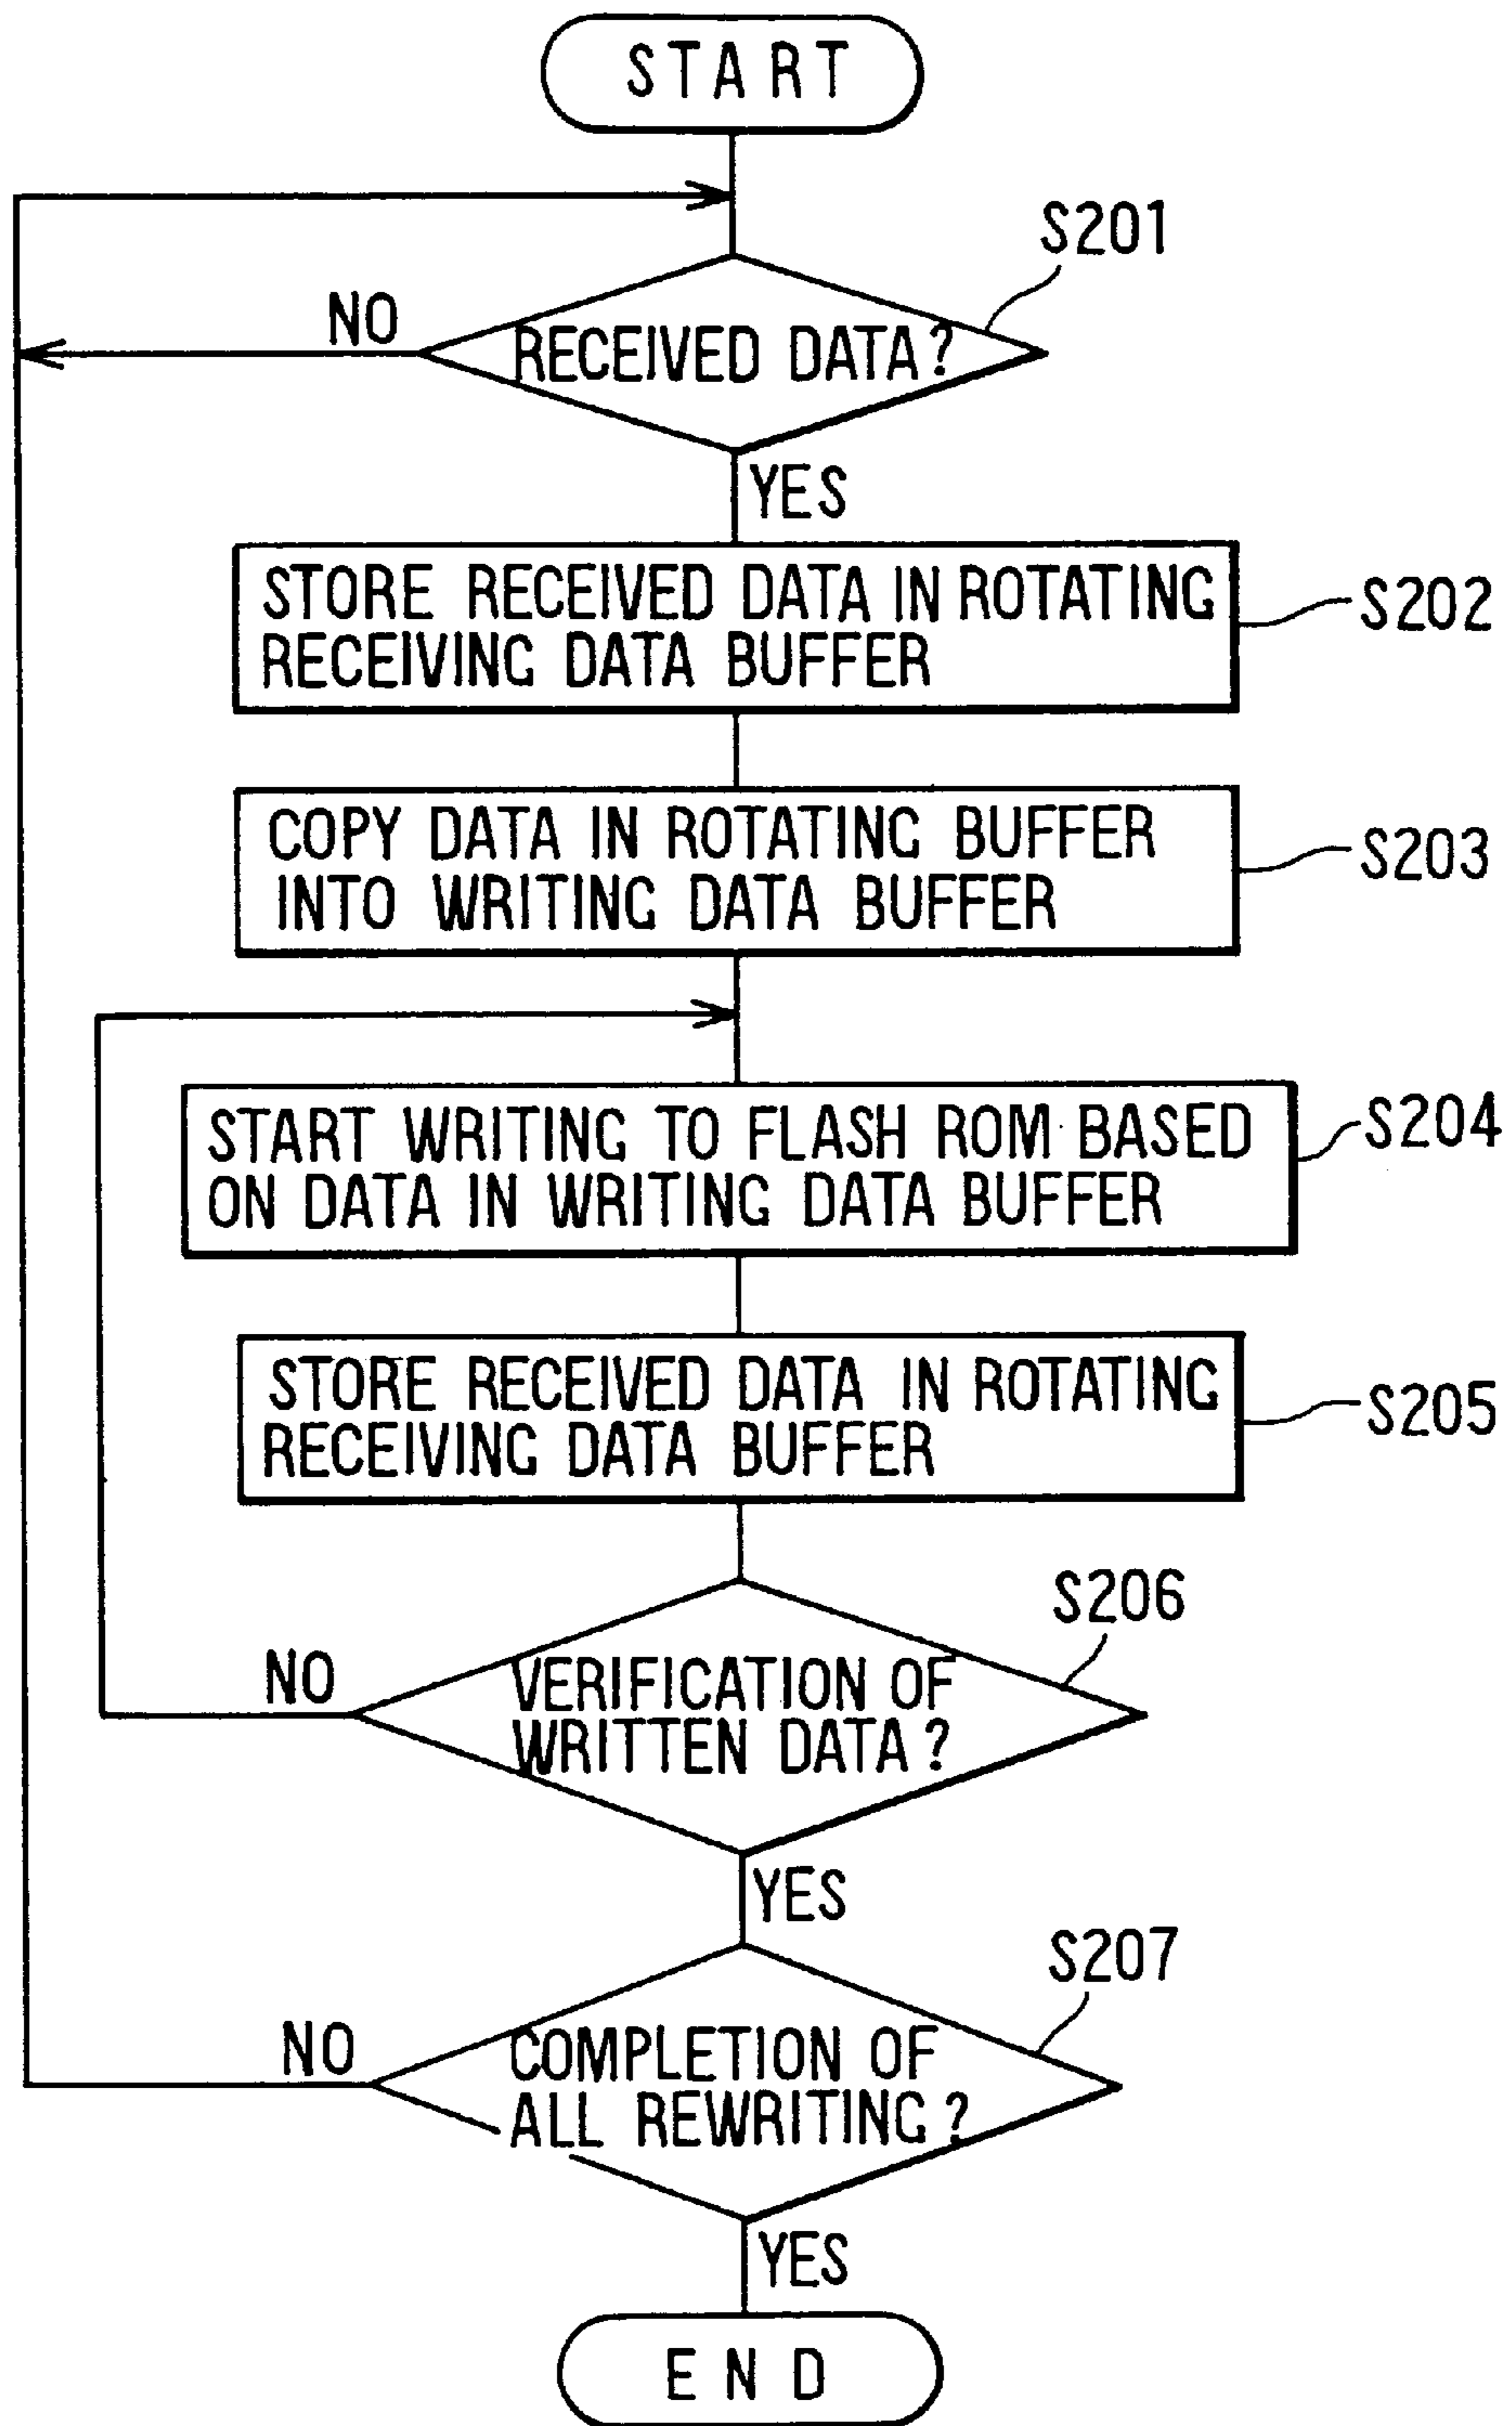 START
S201
NO
RECEIVED DATA?
YES
STORE RECEIVED DATA IN ROTATING
RECEIVING DATA BUFFER
S202
COPY DATA IN ROTATING BUFFER
INTO WRITING DATA BUFFER
S203
START WRITING TO FLASH ROM BASED
ON DATA IN WRITING DATA BUFFER
S204
STORE RECEIVED DATA IN ROTATING
RECEIVING DATA BUFFER
S205
S206
NO
VERIFICATION OF
WRITTEN DATA?
YES
S207
NO
COMPLETION OF
ALL REWRITING?
YES
END